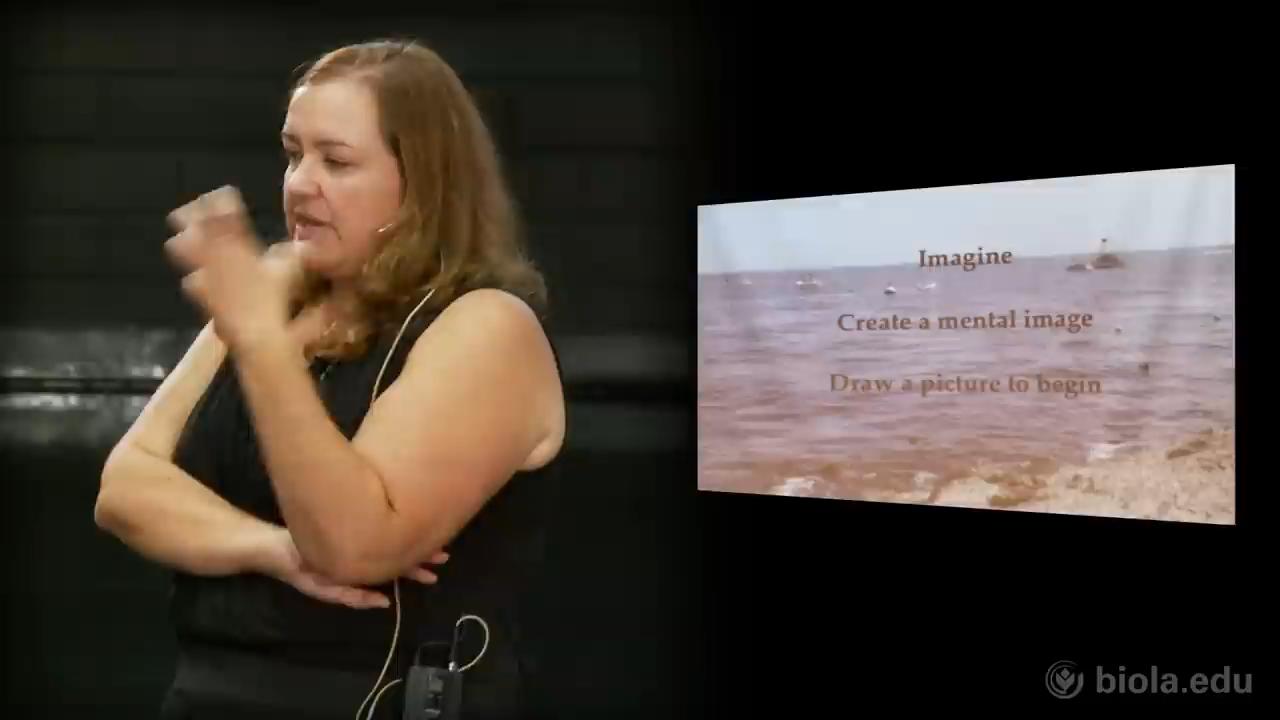 Imagine
Create a mental image
Draw a picture to begin
biola.edu